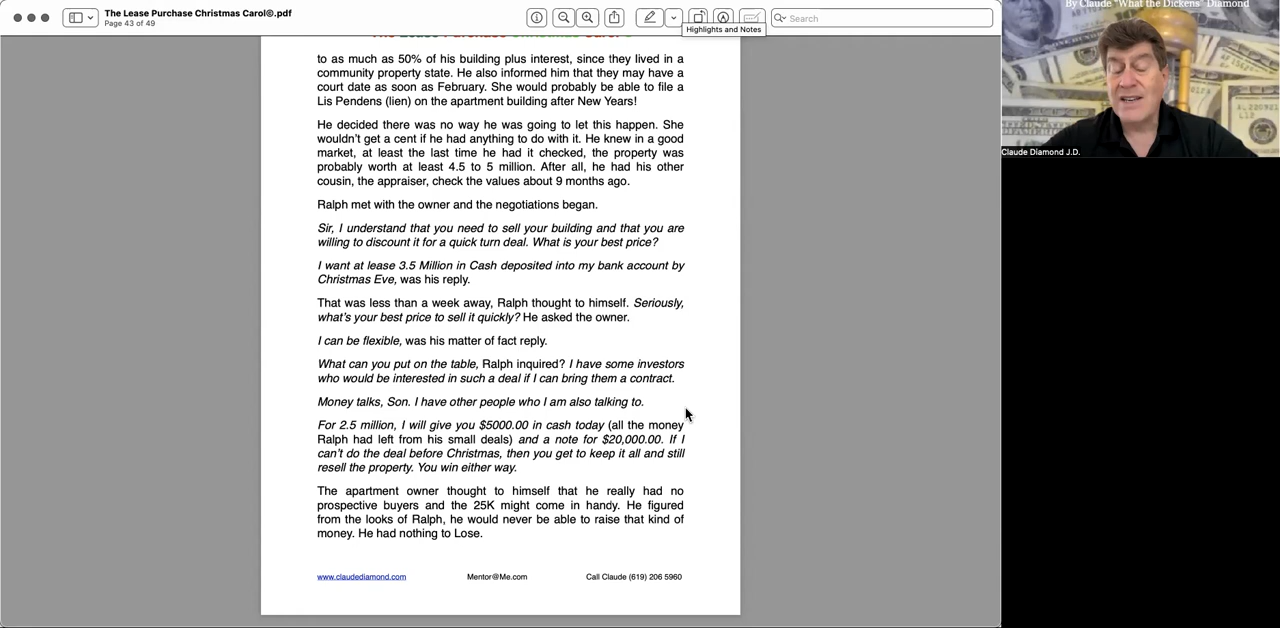 The Lease Purchase Christmas Carol©.pdf
Page 43 of 49
Search
Highlights and Notes
By Claude "What the Dickens" Diamond
Claude Diamond J.D.
to as much as 50% of his building plus interest, since they lived in a
community property state. He also informed him that they may have a
court date as soon as February. She would probably be able to file a
Lis Pendens (lien) on the apartment building after New Years!
He decided there was no way he was going to let this happen. She
wouldn't get a cent if he had anything to do with it. He knew in a good
market, at least the last time he had it checked, the property was
probably worth at least 4.5 to 5 million. After all, he had his other
cousin, the appraiser, check the values about 9 months ago.
Ralph met with the owner and the negotiations began.
Sir, I understand that you need to sell your building and that you are
willing to discount it for a quick turn deal. What is your best price?
I want at lease 3.5 Million in Cash deposited into my bank account by
Christmas Eve, was his reply.
That was less than a week away, Ralph thought to himself. Seriously,
what's your best price to sell it quickly? He asked the owner.
I can be flexible, was his matter of fact reply.
What can you put on the table, Ralph inquired? I have some investors
who would be interested in such a deal if I can bring them a contract.
Money talks, Son. I have other people who I am also talking to.
For 2.5 million, I will give you $5000.00 in cash today (all the money
Ralph had left from his small deals) and a note for $20,000.00. If I
can't do the deal before Christmas, then you get to keep it all and still
resell the property. You win either way.
The apartment owner thought to himself that he really had no
prospective buyers and the 25K might come in handy. He figured
from the looks of Ralph, he would never be able to raise that kind of
money. He had nothing to Lose.
www.claudediamond.com Mentor@Me.com Call Claude (619) 206 5960